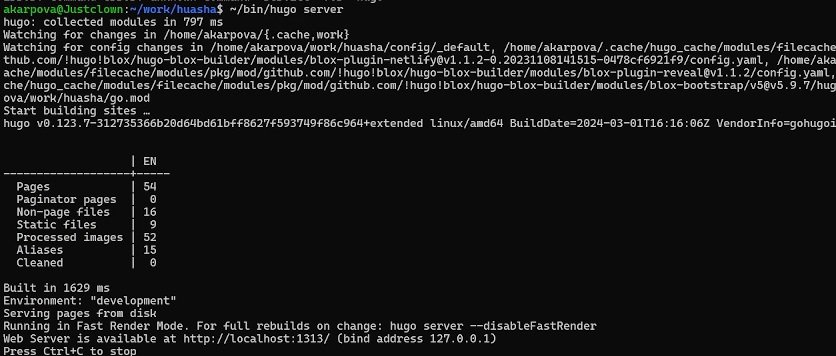 akarpova@Justclown:~/work/huasha$ ~/bin/hugo server
hugo: collected modules in 797 ms
Watching for changes in /home/akarpova/{.cache,work}
Watching for config changes in /home/akarpova/work/huasha/config/_default, /home/akarpova/.cache/hugo_cache/modules/filecache
thub.com/!hugo!blox/hugo-blox-builder/modules/blox-plugin-netlify@v1.1.2-0.20231108141515-0478cf6921f9/config.yaml, /home/aka
ache/modules/filecache/modules/pkg/mod/github.com/!hugo!blox/hugo-blox-builder/modules/blox-plugin-reveal@v1.1.2/config.yaml,
che/hugo_cache/modules/filecache/modules/pkg/mod/github.com/!hugo!blox/hugo-blox-builder/modules/blox-bootstrap/v5@v5.9.7/hug
ova/work/huasha/go.mod
Start building sites …
hugo v0.123.7-312735366b20d64bd61bff8627f593749f86c964+extended linux/amd64 BuildDate=2024-03-01T16:16:06Z VendorInfo=gohugoi
| EN
-------------------+-----
Pages | 54
Paginator pages | 0
Non-page files | 16
Static files | 9
Processed images | 52
Aliases | 15
Cleaned | 0
Built in 1629 ms
Environment: "development"
Serving pages from disk
Running in Fast Render Mode. For full rebuilds on change: hugo server --disableFastRender
Web Server is available at http://localhost:1313/ (bind address 127.0.0.1)
Press Ctrl+C to stop